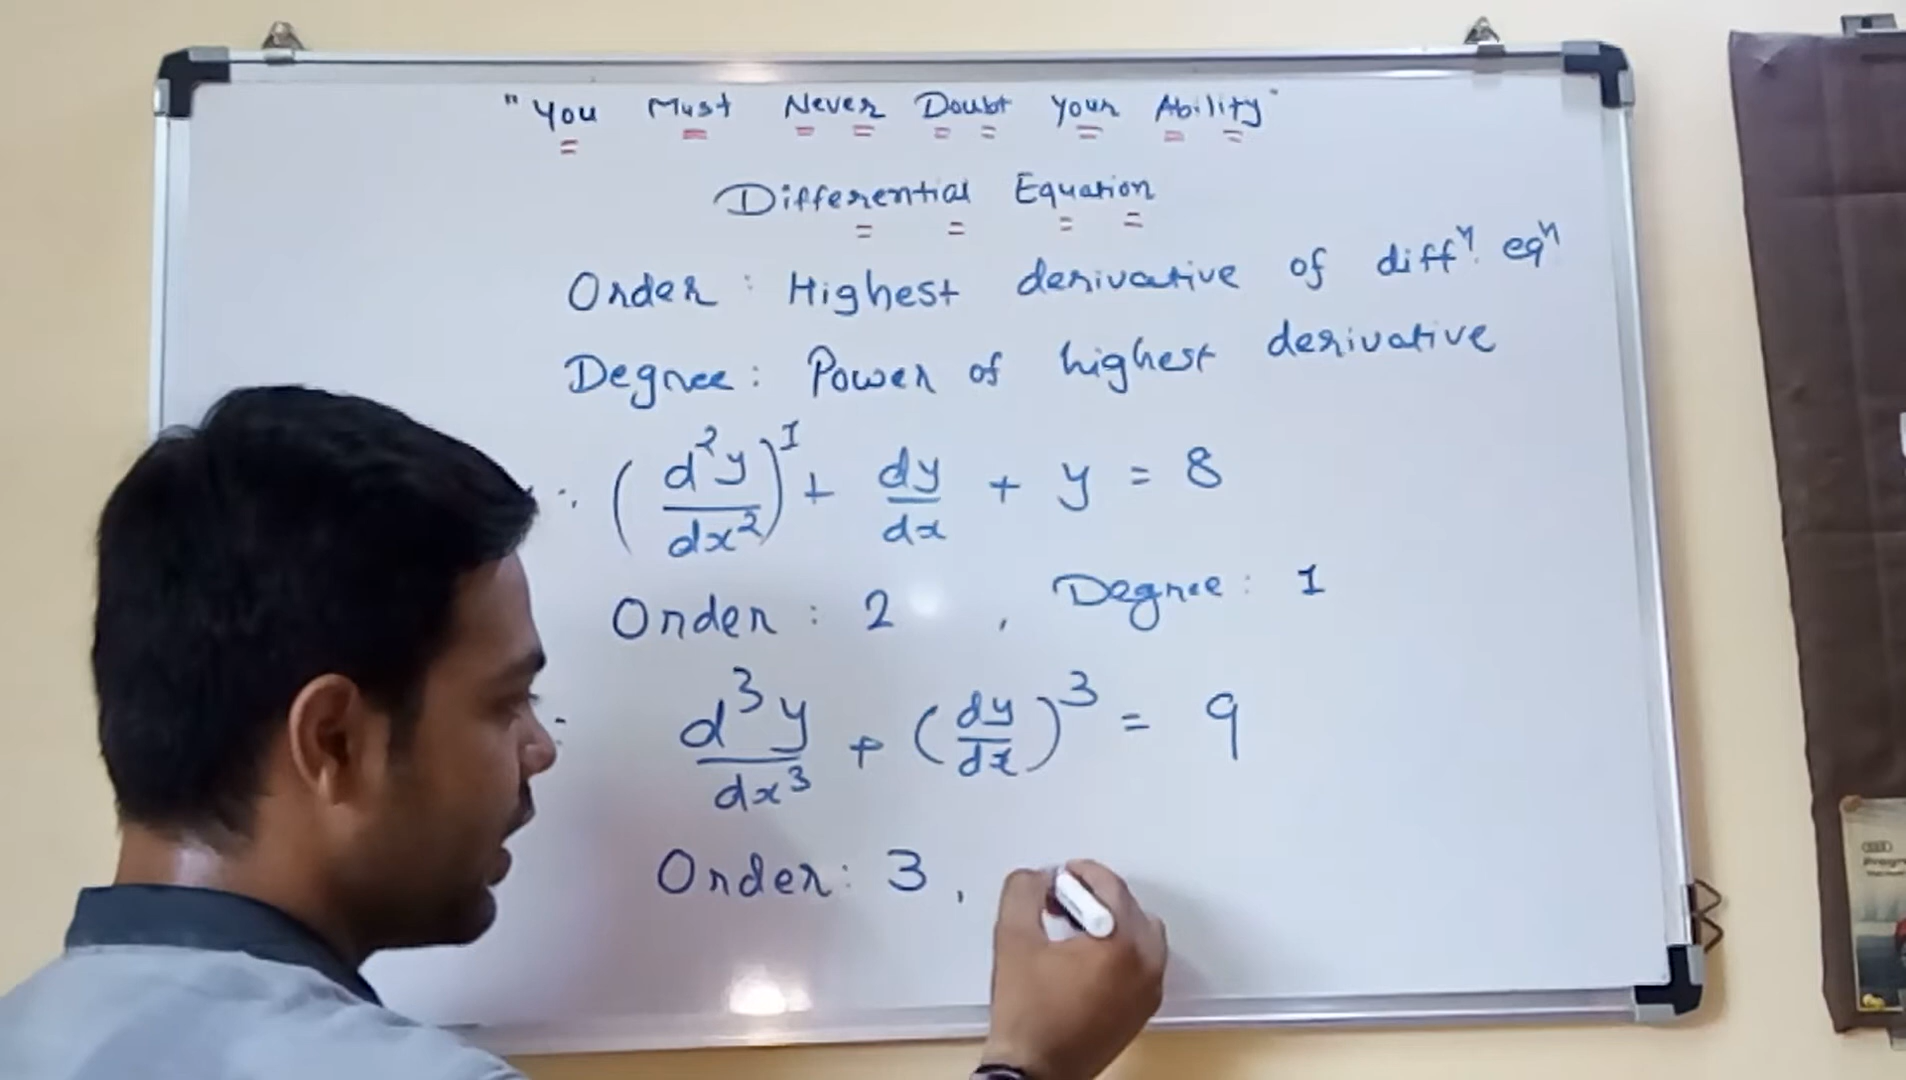 "You Must Never Doubt Your Ability"
Differential Equation
Order : Highest derivative of diffⁿ. eqⁿ
Degree : Power of highest derivative
(d²y/dx²)¹ + dy/dx + y = 8
Order : 2 , Degree : 1
d³y/dx³ + (dy/dx)³ = 9
Order : 3 ,